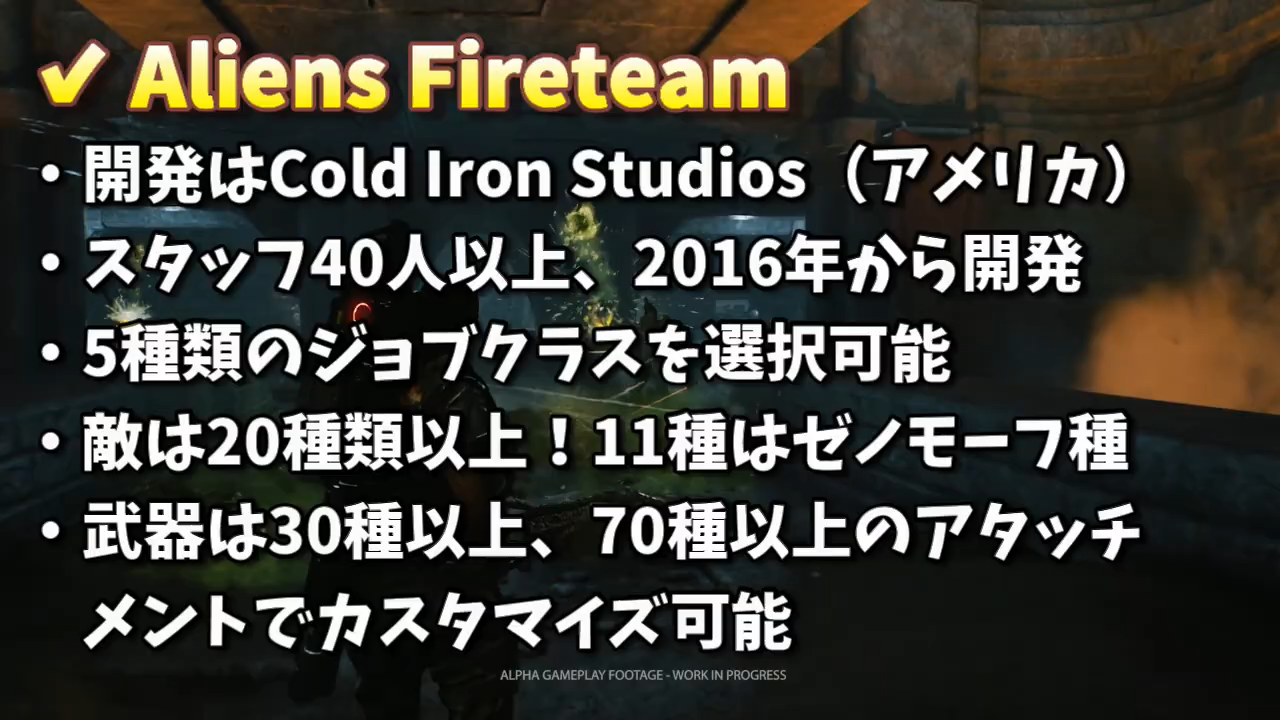 ✓ Aliens Fireteam
・開発はCold Iron Studios（アメリカ）
・スタッフ40人以上、2016年から開発
・5種類のジョブクラスを選択可能
・敵は20種類以上！11種はゼノモーフ種
・武器は30種以上、70種以上のアタッチ
メントでカスタマイズ可能
ALPHA GAMEPLAY FOOTAGE - WORK IN PROGRESS